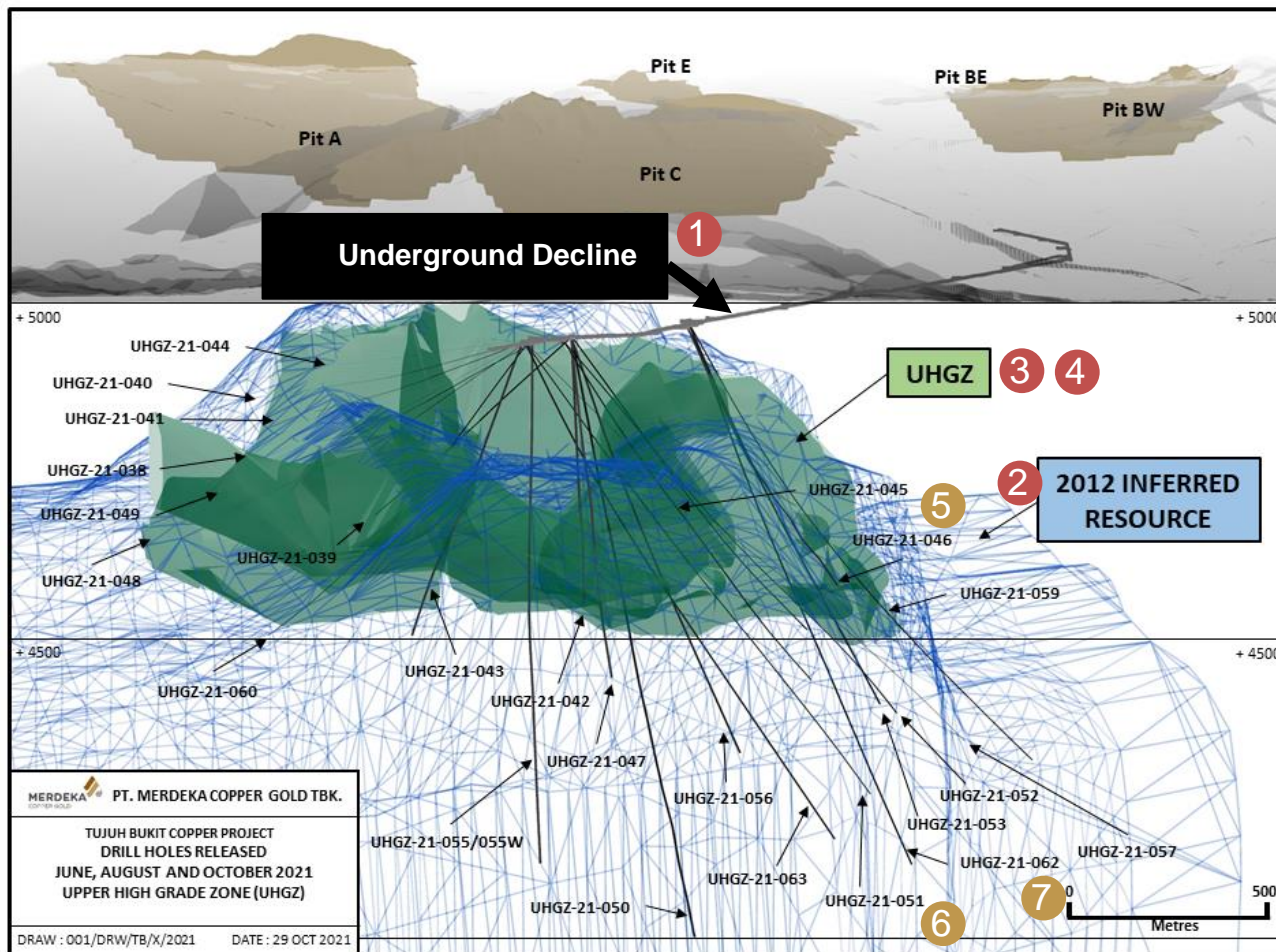 Pit E
Pit BE
Pit BW
Pit A
Pit C
1
Underground Decline
+ 5000
+ 5000
UHGZ-21-044
UHGZ-21-040
UHGZ-21-041
UHGZ
3
4
UHGZ-21-038
UHGZ-21-049
UHGZ-21-045
5
2
2012 INFERRED
RESOURCE
UHGZ-21-039
UHGZ-21-046
UHGZ-21-048
UHGZ-21-059
+ 4500
+ 4500
UHGZ-21-060
UHGZ-21-043
UHGZ-21-042
UHGZ-21-047
UHGZ-21-056
UHGZ-21-052
UHGZ-21-053
UHGZ-21-055/055W
UHGZ-21-057
UHGZ-21-062
UHGZ-21-063
UHGZ-21-051
UHGZ-21-050
6
7
0
500
Metres
MERDEKA
COPPER GOLD
PT. MERDEKA COPPER GOLD TBK.
TUJUH BUKIT COPPER PROJECT
DRILL HOLES RELEASED
JUNE, AUGUST AND OCTOBER 2021
UPPER HIGH GRADE ZONE (UHGZ)
DRAW : 001/DRW/TB/X/2021
DATE : 29 OCT 2021